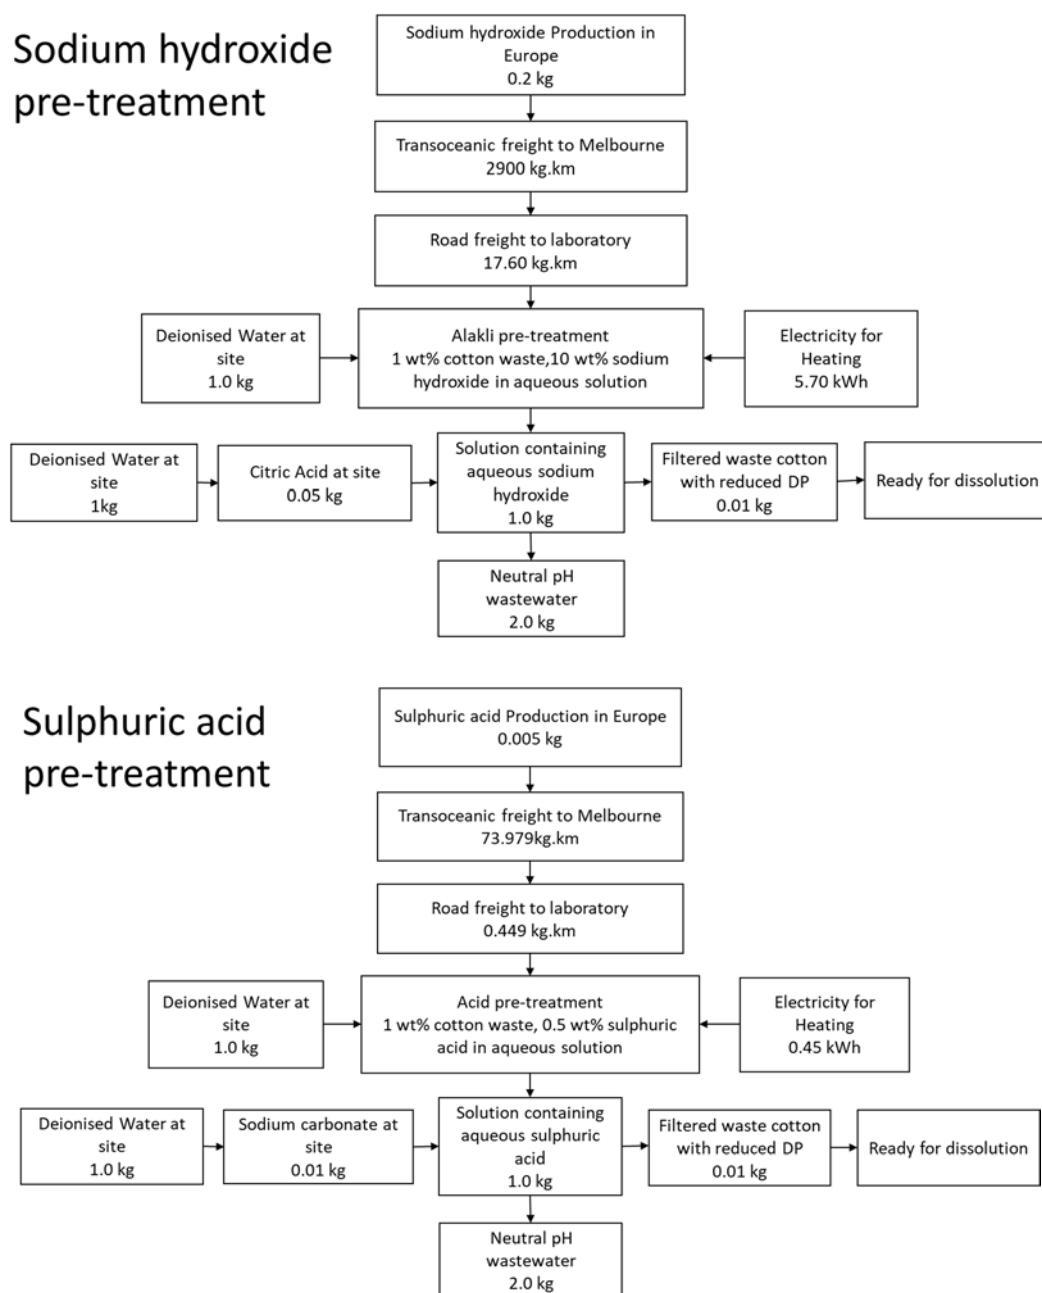 Sodium hydroxide
pre-treatment
Sodium hydroxide Production in
Europe
0.2 kg
Transoceanic freight to Melbourne
2900 kg.km
Road freight to laboratory
17.60 kg.km
Deionised Water at
site
1.0 kg
Alakli pre-treatment
1 wt% cotton waste,10 wt% sodium
hydroxide in aqueous solution
Electricity for
Heating
5.70 kWh
Deionised Water at
site
1kg
Citric Acid at site
0.05 kg
Solution containing
aqueous sodium
hydroxide
1.0 kg
Filtered waste cotton
with reduced DP
0.01 kg
Ready for dissolution
Neutral pH
wastewater
2.0 kg
Sulphuric acid
pre-treatment
Sulphuric acid Production in Europe
0.005 kg
Transoceanic freight to Melbourne
73.979kg.km
Road freight to laboratory
0.449 kg.km
Deionised Water at
site
1.0 kg
Acid pre-treatment
1 wt% cotton waste, 0.5 wt% sulphuric
acid in aqueous solution
Electricity for
Heating
0.45 kWh
Deionised Water at
site
1.0 kg
Sodium carbonate at
site
0.01 kg
Solution containing
aqueous sulphuric
acid
1.0 kg
Filtered waste cotton
with reduced DP
0.01 kg
Ready for dissolution
Neutral pH
wastewater
2.0 kg